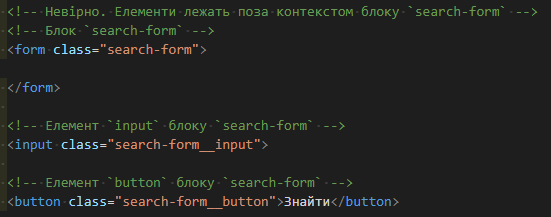 <!-- Невірно. Елементи лежать поза контекстом блоку `search-form` -->
<!-- Блок `search-form` -->
<form class="search-form">
</form>
<!-- Елемент `input` блоку `search-form` -->
<input class="search-form__input">
<!-- Елемент `button` блоку `search-form` -->
<button class="search-form__button">Знайти</button>